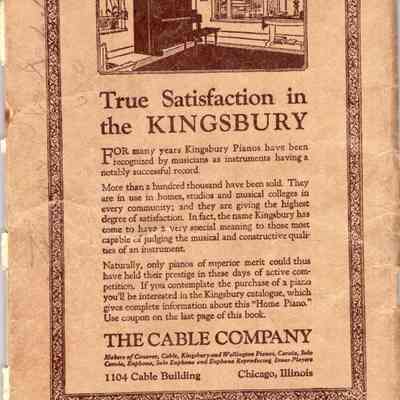 True Satisfaction in
the KINGSBURY
FOR many years Kingsbury Pianos have been
recognized by musicians as instruments having a
notably successful record.
More than a hundred thousand have been sold. They
are in use in homes, studios and musical colleges in
every community; and they are giving the highest
degree of satisfaction. In fact, the name Kingsbury has
come to have a very special meaning to those most
capable of judging the musical and constructive quali-
ties of an instrument.
Naturally, only pianos of superior merit could thus
have held their prestige in these days of active com-
petition. If you contemplate the purchase of a piano
you'll be interested in the Kingsbury catalogue, which
gives complete information about this "Home Piano."
Use coupon on the last page of this book.
THE CABLE COMPANY
Makers of Conover, Cable, Kingsbury and Wellington Pianos, Carola, Solo
Carola, Euphona, Solo Euphona and Euphona Reproducing Inner-Players
1104 Cable Building Chicago, Illinois